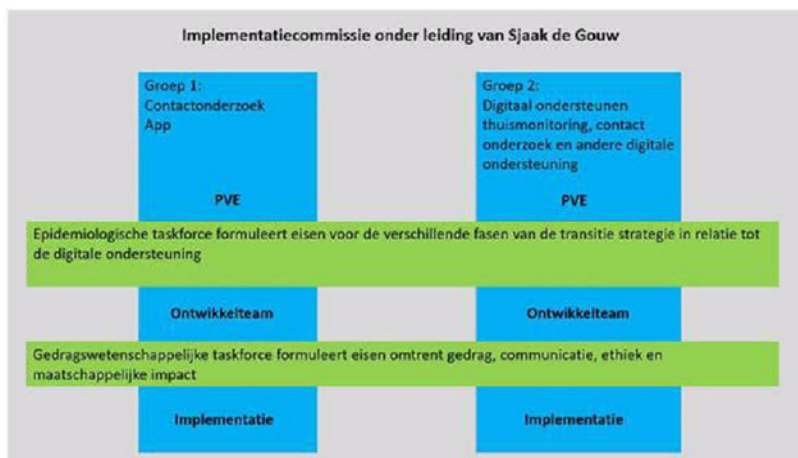 Implementatiecommissie onder leiding van Sjaak de Gouw
Groep 1:
Contactonderzoek
App
PVE
Groep 2:
Digitaal ondersteunen
thuismonitoring, contact
onderzoek en andere digitale
ondersteuning
PVE
Epidemiologische taskforce formuleert eisen voor de verschillende fasen van de transitie strategie in relatie tot
de digitale ondersteuning
Ontwikkelteam
Ontwikkelteam
Gedragswetenschappelijke taskforce formuleert eisen omtrent gedrag, communicatie, ethiek en
maatschappelijke impact
Implementatie
Implementatie